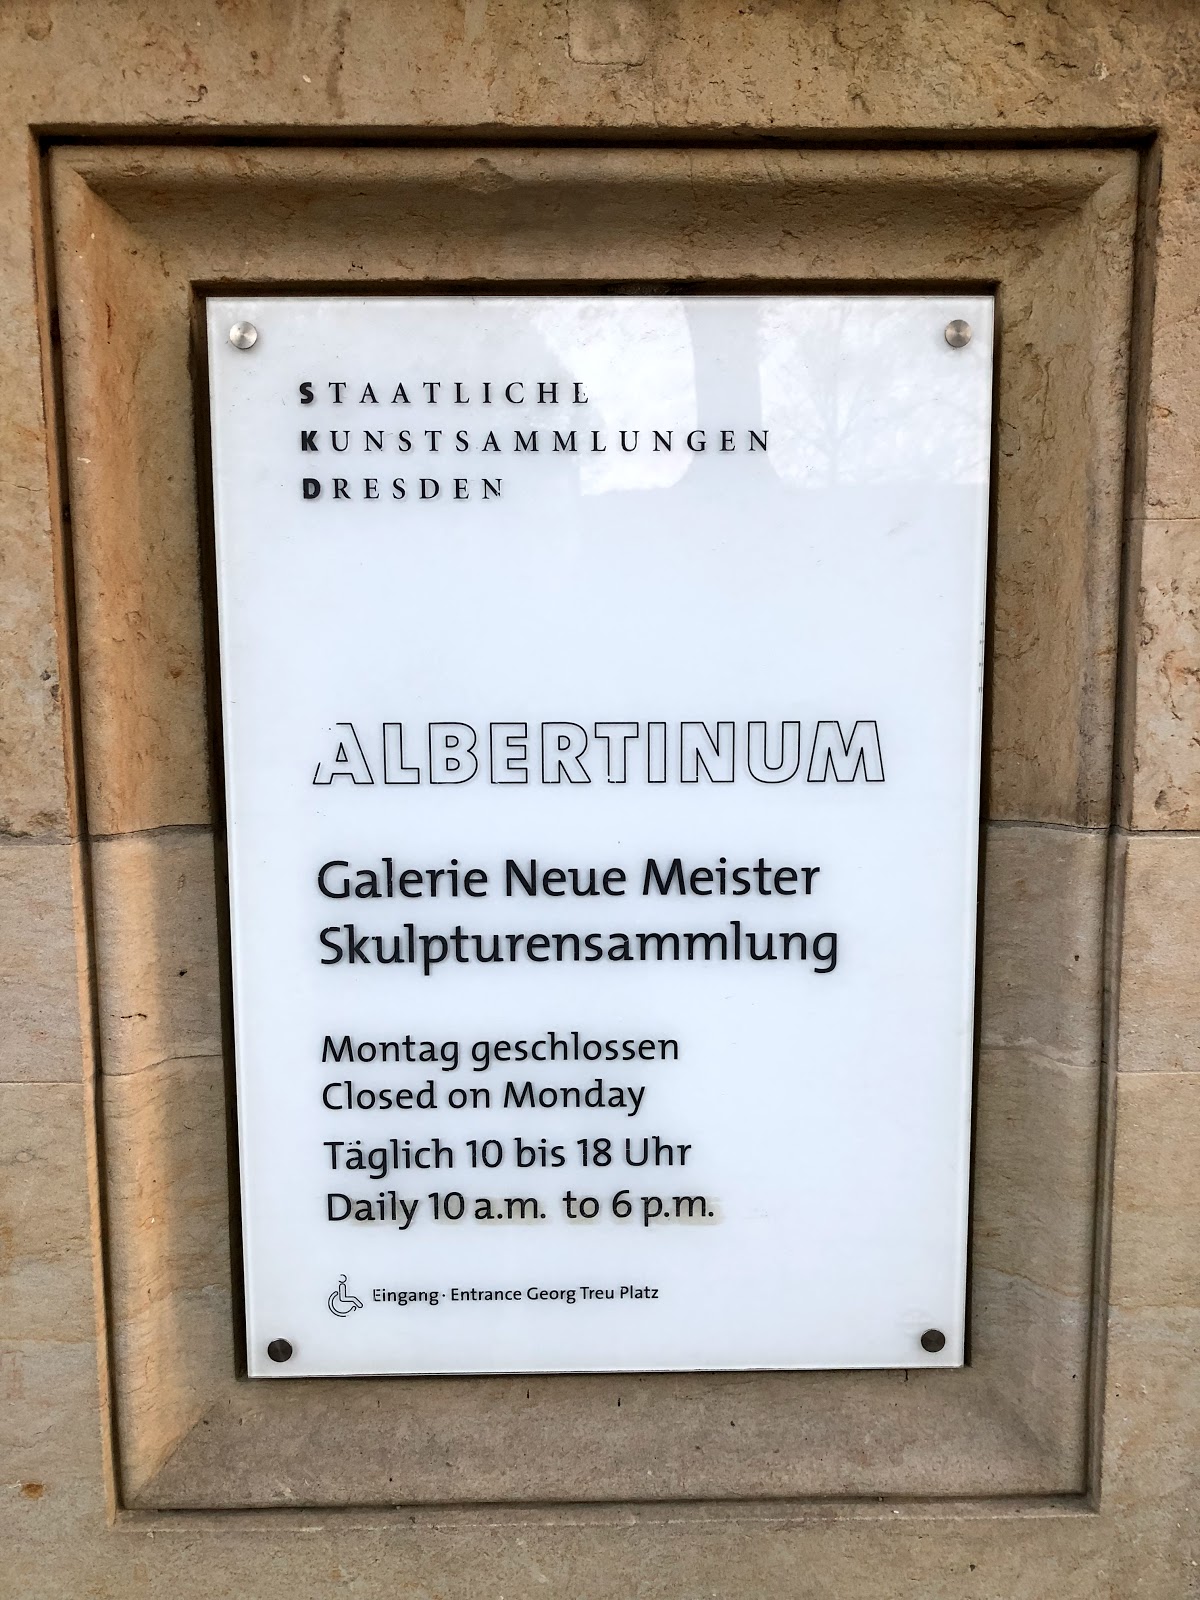 STAATLICHE
KUNSTSAMMLUNGEN
DRESDEN
ALBERTINUM
Galerie Neue Meister
Skulpturensammlung
Montag geschlossen
Closed on Monday
Täglich 10 bis 18 Uhr
Daily 10 a.m. to 6 p.m.
Eingang · Entrance Georg Treu Platz